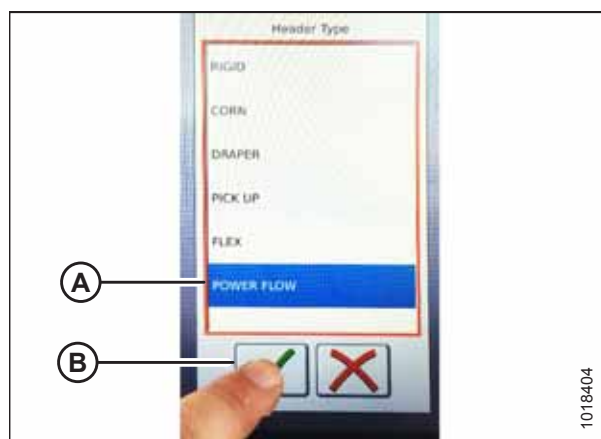 Header Type
RIGID
CORN
DRAPER
PICK UP
FLEX
A
POWER FLOW
B
1018404